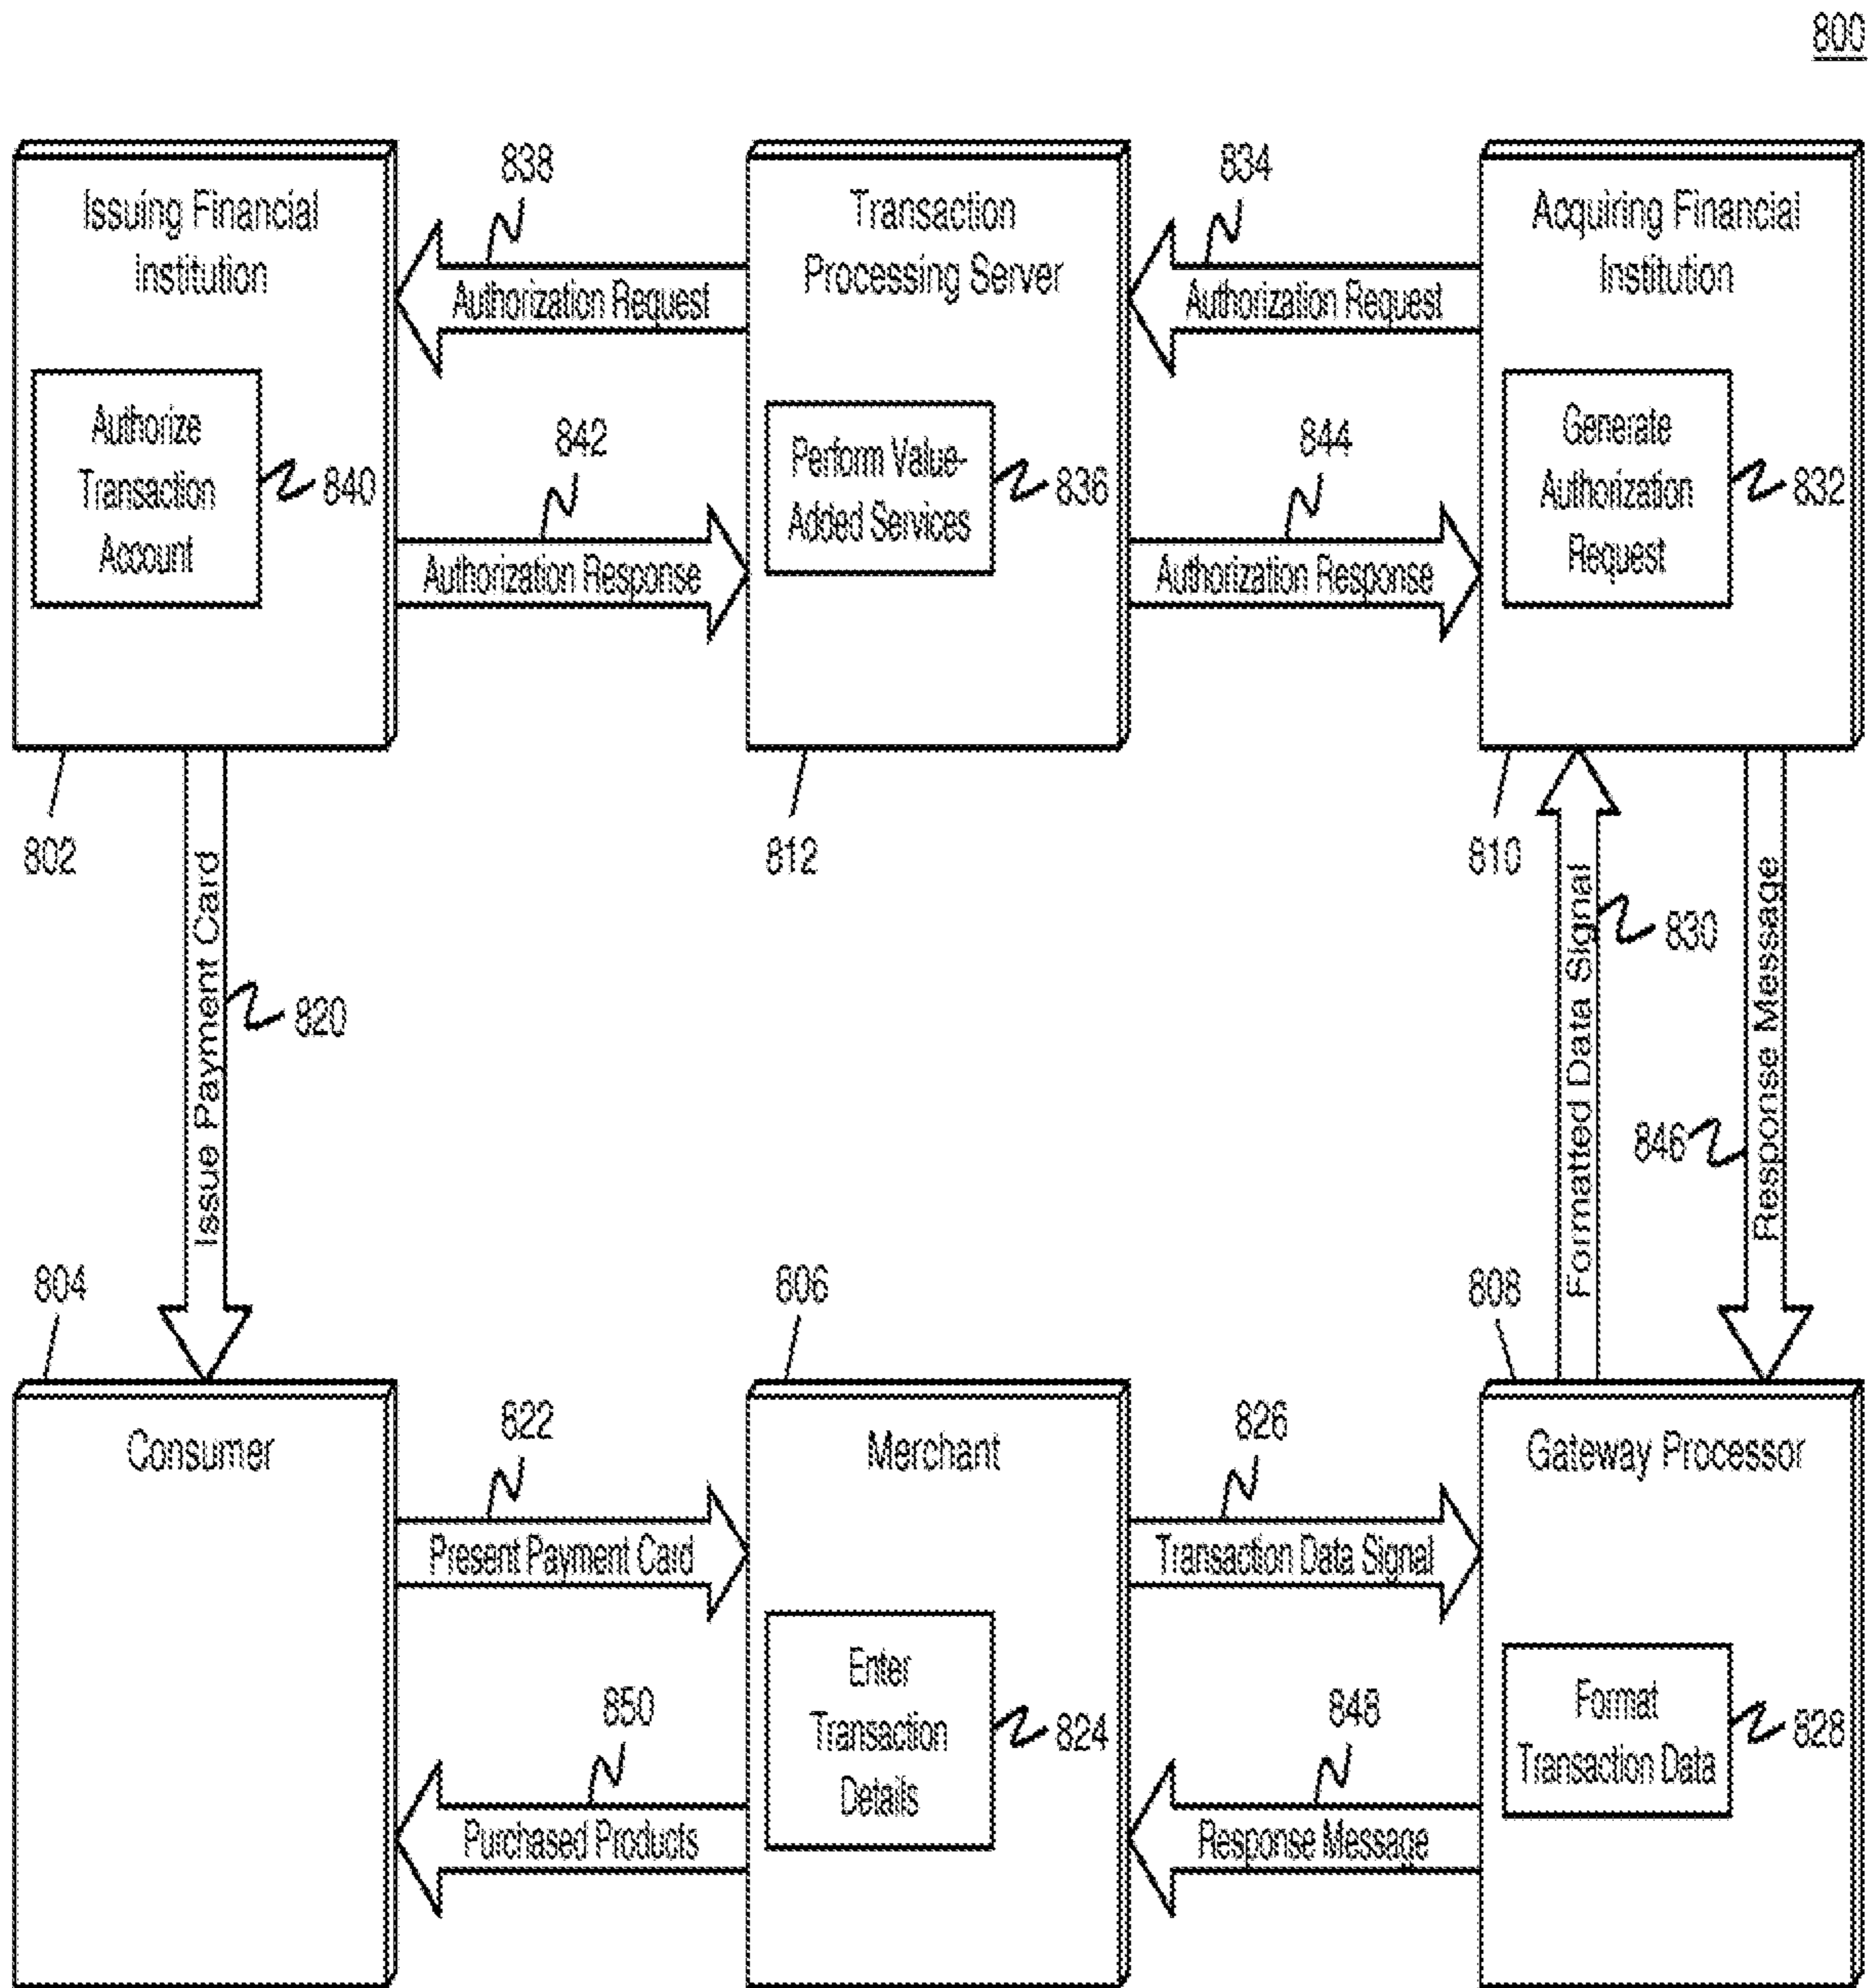 800
838
834
Issuing Financial
Institution
Transaction
Processing Server
Acquiring Financial
Institution
Authorization Request
Authorization Request
Authorize
Transaction
Account
840
842
Perform Value-
Added Services
836
844
Generate
Authorization
Request
832
Authorization Response
Authorization Response
802
812
810
Issue Payment Card
820
Formatted Data Signal
830
Response Message
846
804
806
808
Consumer
822
Merchant
826
Gateway Processor
Present Payment Card
Transaction Data Signal
850
Enter
Transaction
Details
824
848
Format
Transaction Data
828
Purchased Products
Response Message